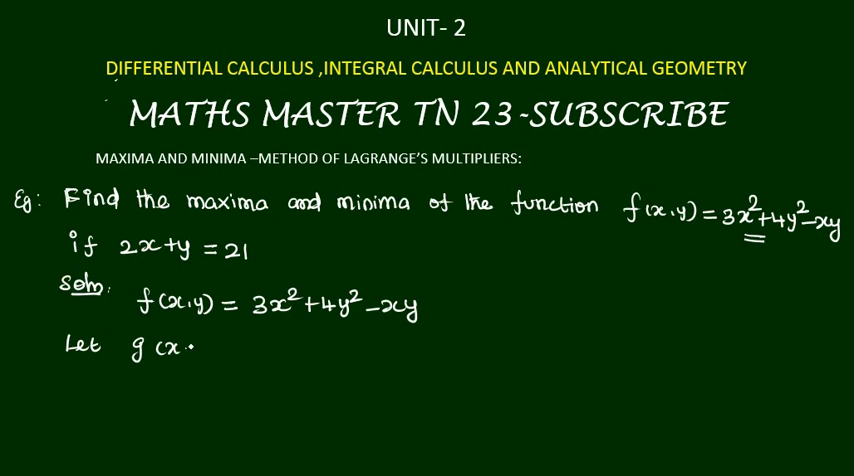 UNIT- 2
DIFFERENTIAL CALCULUS ,INTEGRAL CALCULUS AND ANALYTICAL GEOMETRY
MATHS MASTER TN 23-SUBSCRIBE
MAXIMA AND MINIMA –METHOD OF LAGRANGE'S MULTIPLIERS:
Eg: Find the maxima and minima of the function f(x,y) = 3x²+4y²-xy
if 2x+y = 21
Soln:
f(x,y) = 3x²+4y²-xy
Let g(x